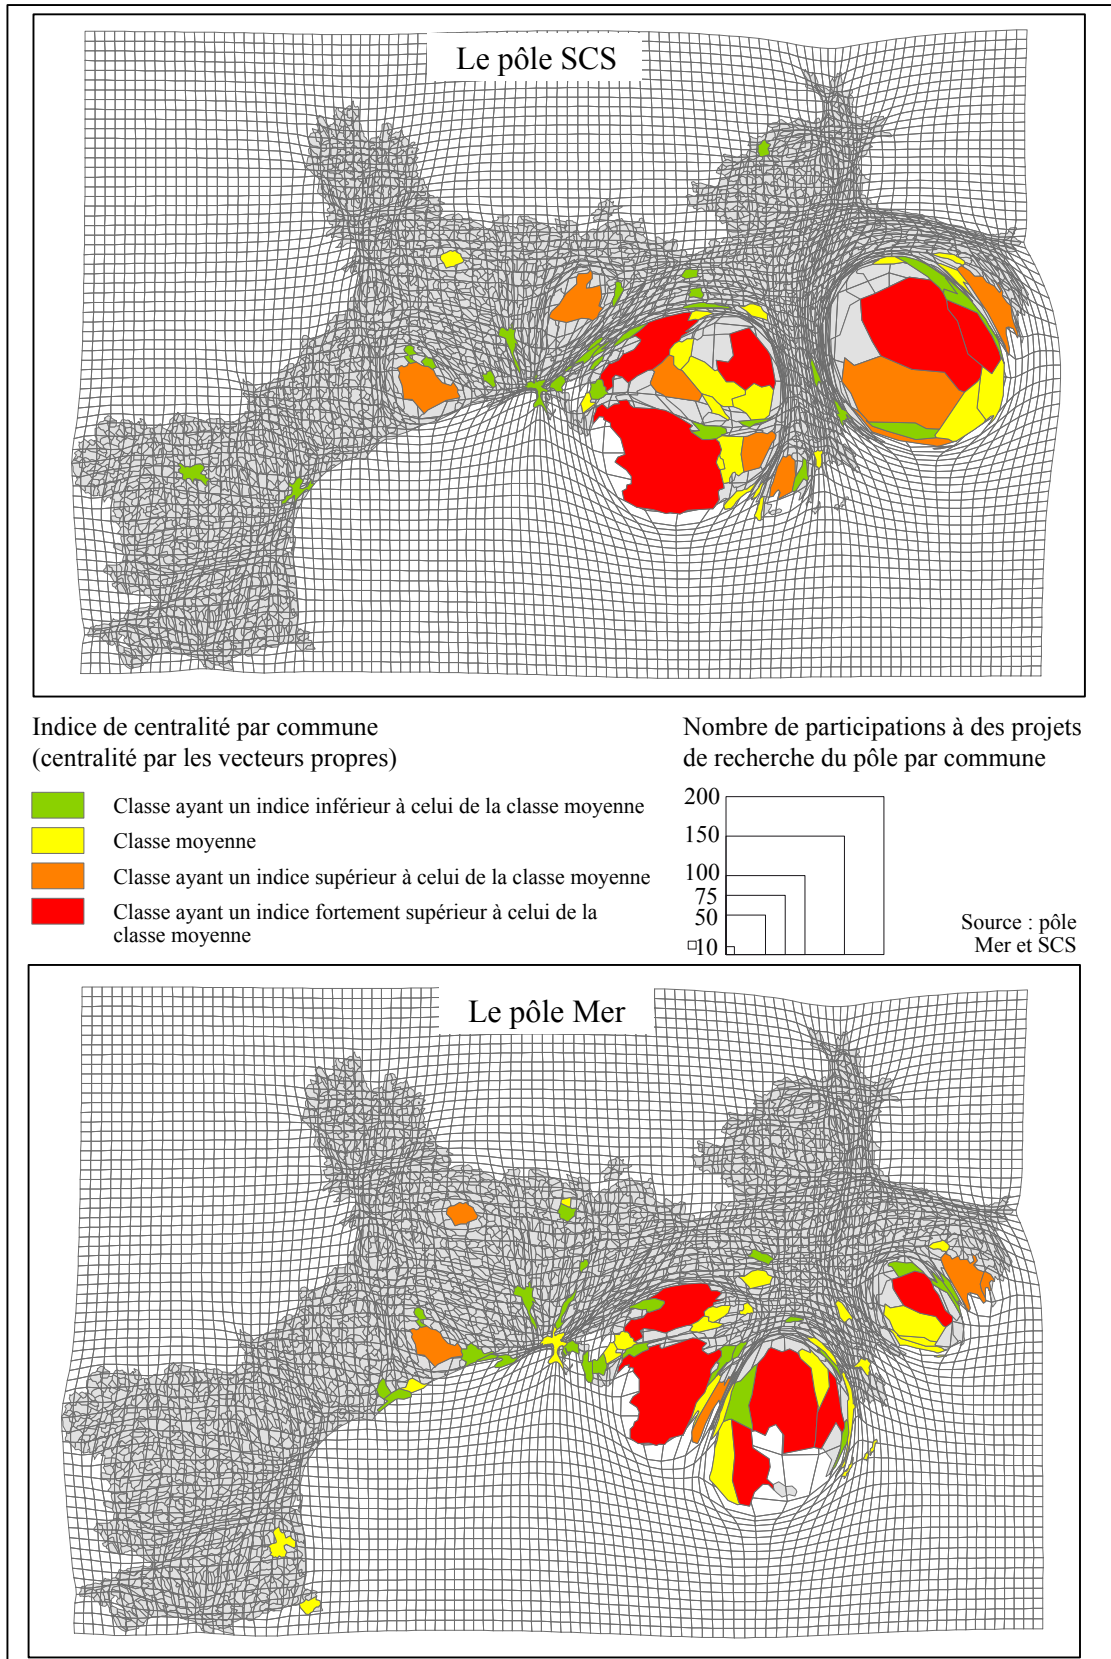 Le pôle SCS
Indice de centralité par commune
(centralité par les vecteurs propres)
Classe ayant un indice inférieur à celui de la classe moyenne
Classe moyenne
Classe ayant un indice supérieur à celui de la classe moyenne
Classe ayant un indice fortement supérieur à celui de la
classe moyenne
Nombre de participations à des projets
de recherche du pôle par commune
200
150
100
75
50
10
Source : pôle
Mer et SCS
Le pôle Mer